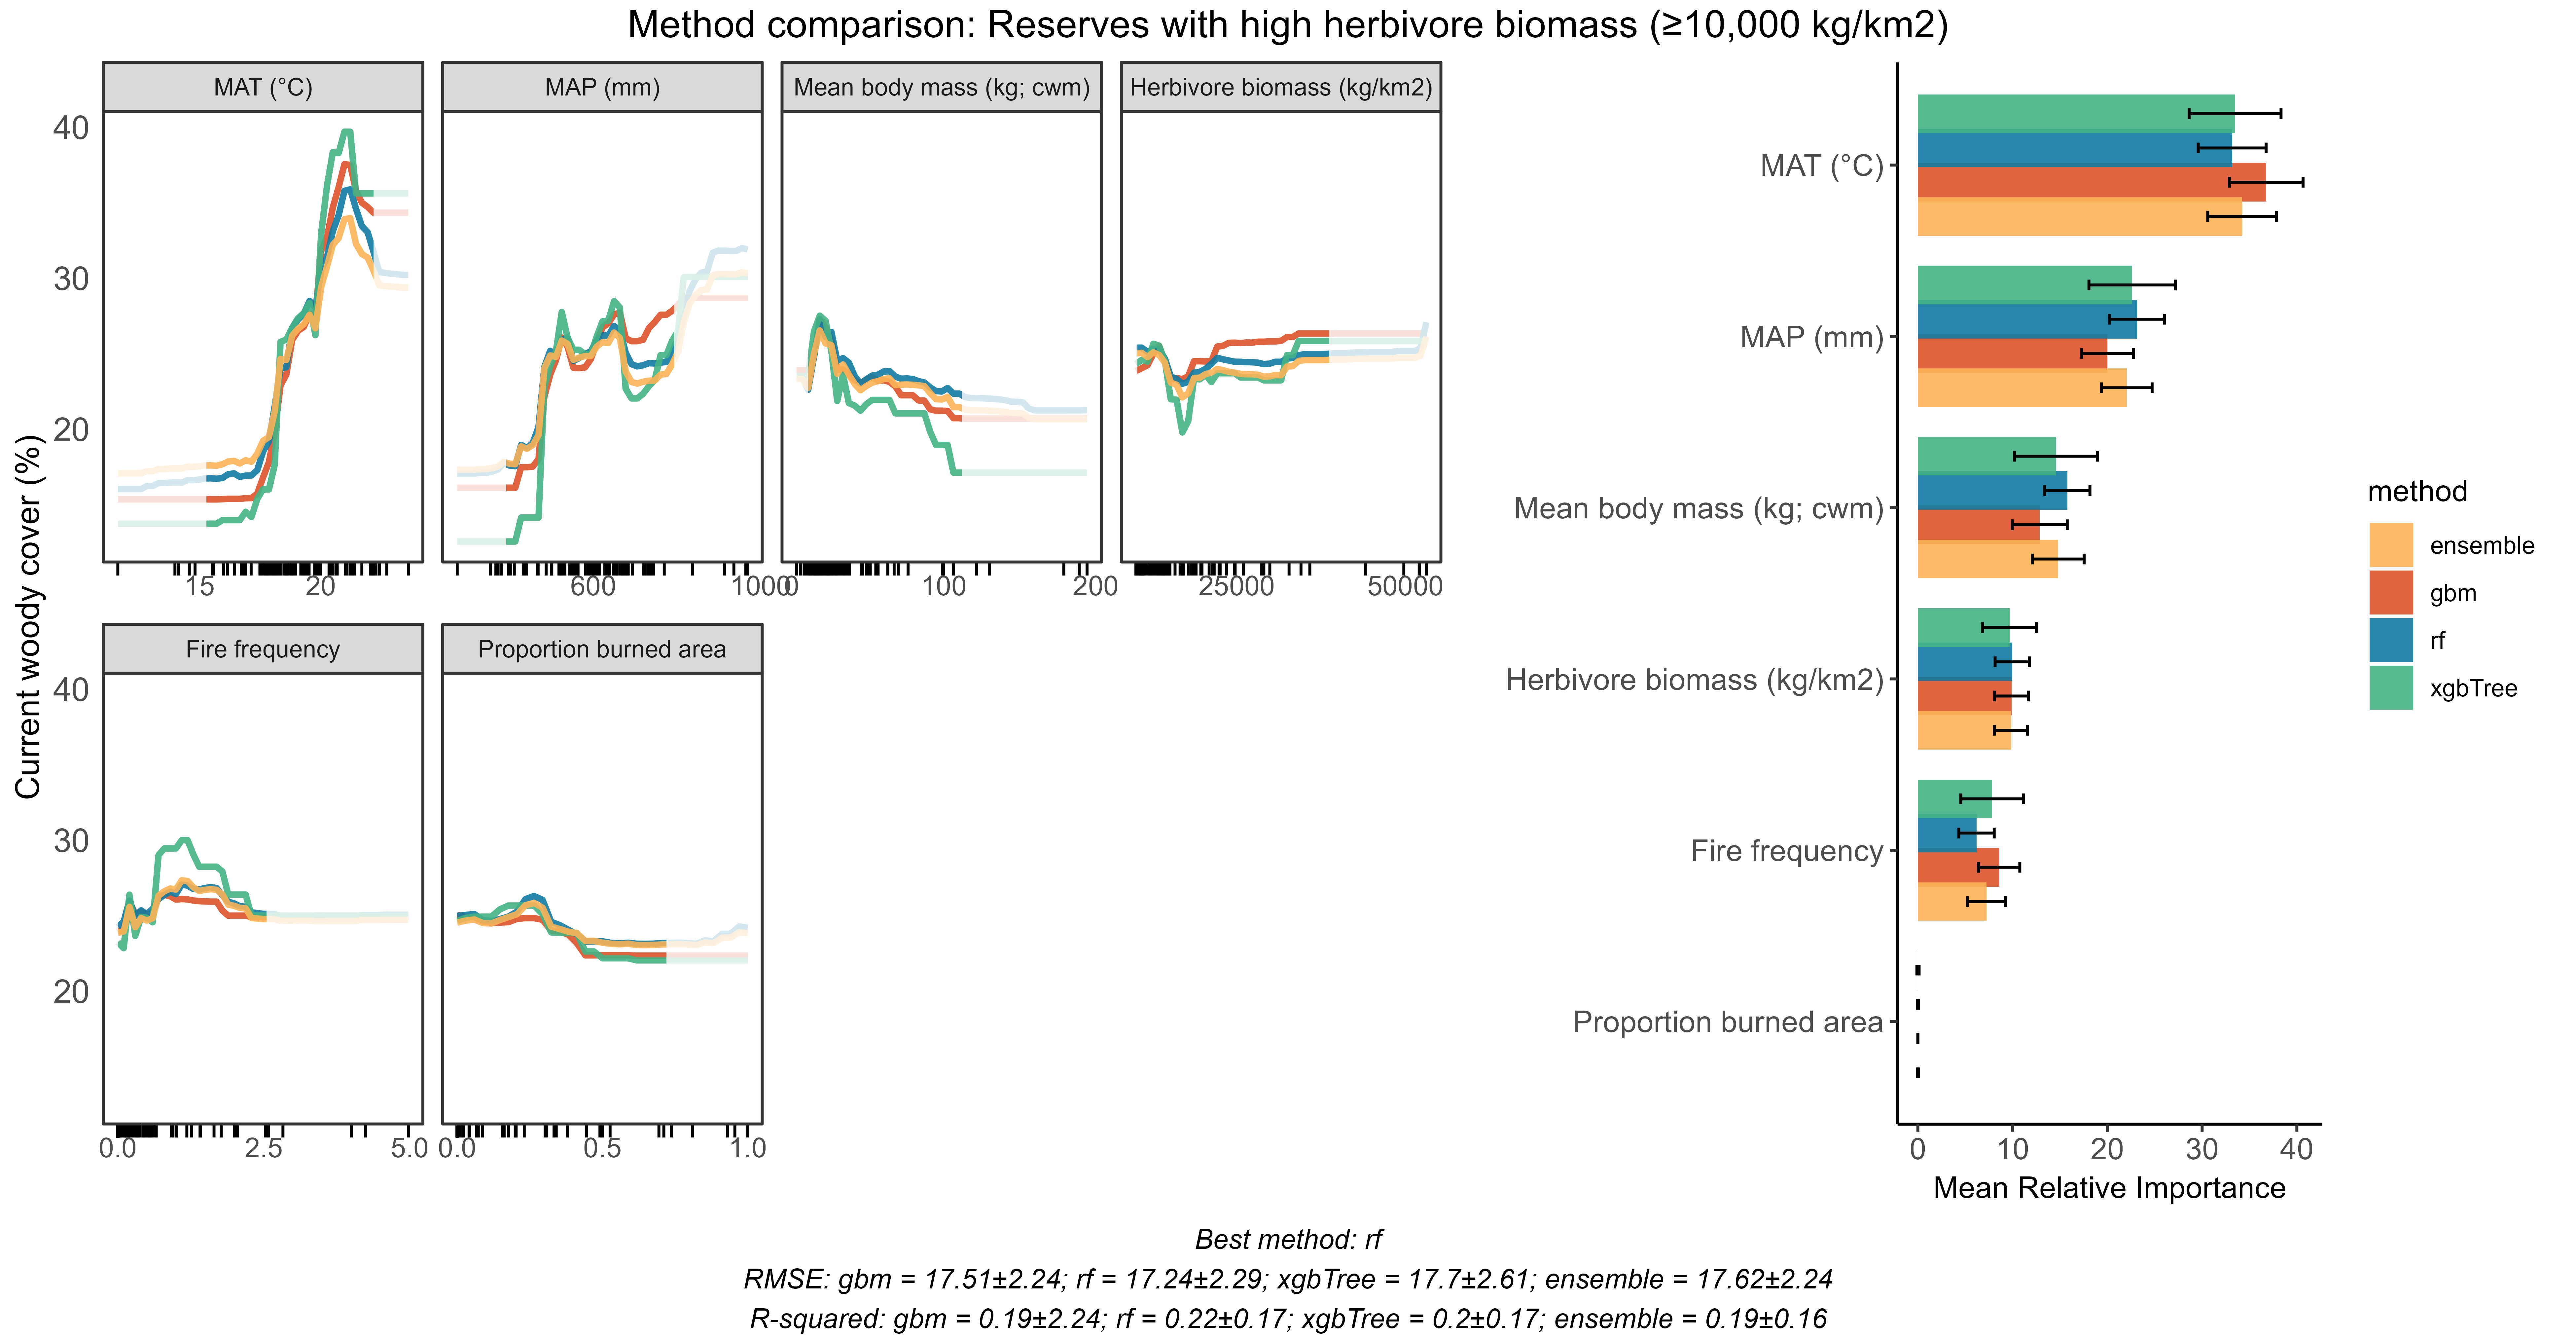 Method comparison: Reserves with high herbivore biomass (≥10,000 kg/km2)
MAT (°C)
MAP (mm)
Mean body mass (kg; cwm)
Herbivore biomass (kg/km2)
40
30
20
15 20
600 1000
0 100 200
25000 50000
Current woody cover (%)
Fire frequency
Proportion burned area
40
30
20
0.0 2.5 5.0
0.0 0.5 1.0
MAT (°C)
MAP (mm)
Mean body mass (kg; cwm)
Herbivore biomass (kg/km2)
Fire frequency
Proportion burned area
0 10 20 30 40
Mean Relative Importance
method
ensemble
gbm
rf
xgbTree
Best method: rf
RMSE: gbm = 17.51±2.24; rf = 17.24±2.29; xgbTree = 17.7±2.61; ensemble = 17.62±2.24
R-squared: gbm = 0.19±2.24; rf = 0.22±0.17; xgbTree = 0.2±0.17; ensemble = 0.19±0.16